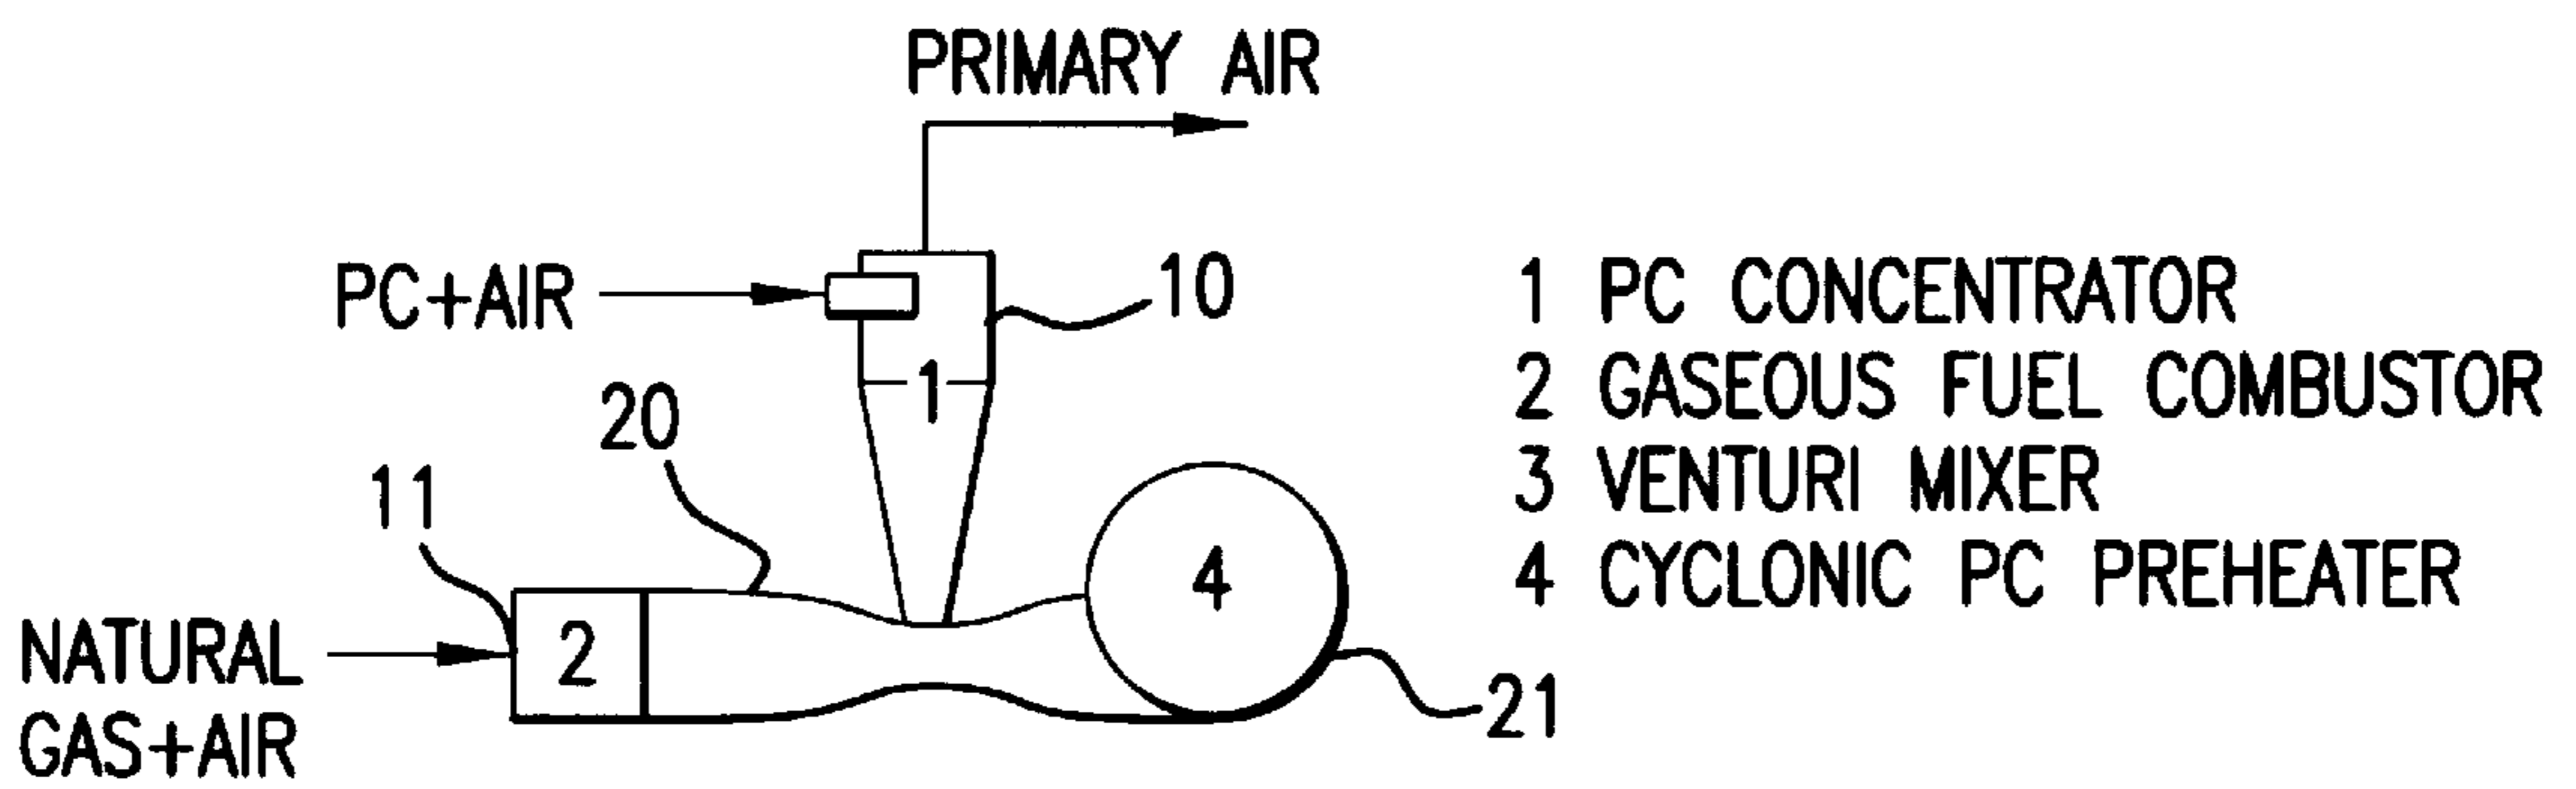 PRIMARY AIR
PC+AIR
10
1
20
11
4
2
NATURAL
GAS+AIR
21
1 PC CONCENTRATOR
2 GASEOUS FUEL COMBUSTOR
3 VENTURI MIXER
4 CYCLONIC PC PREHEATER